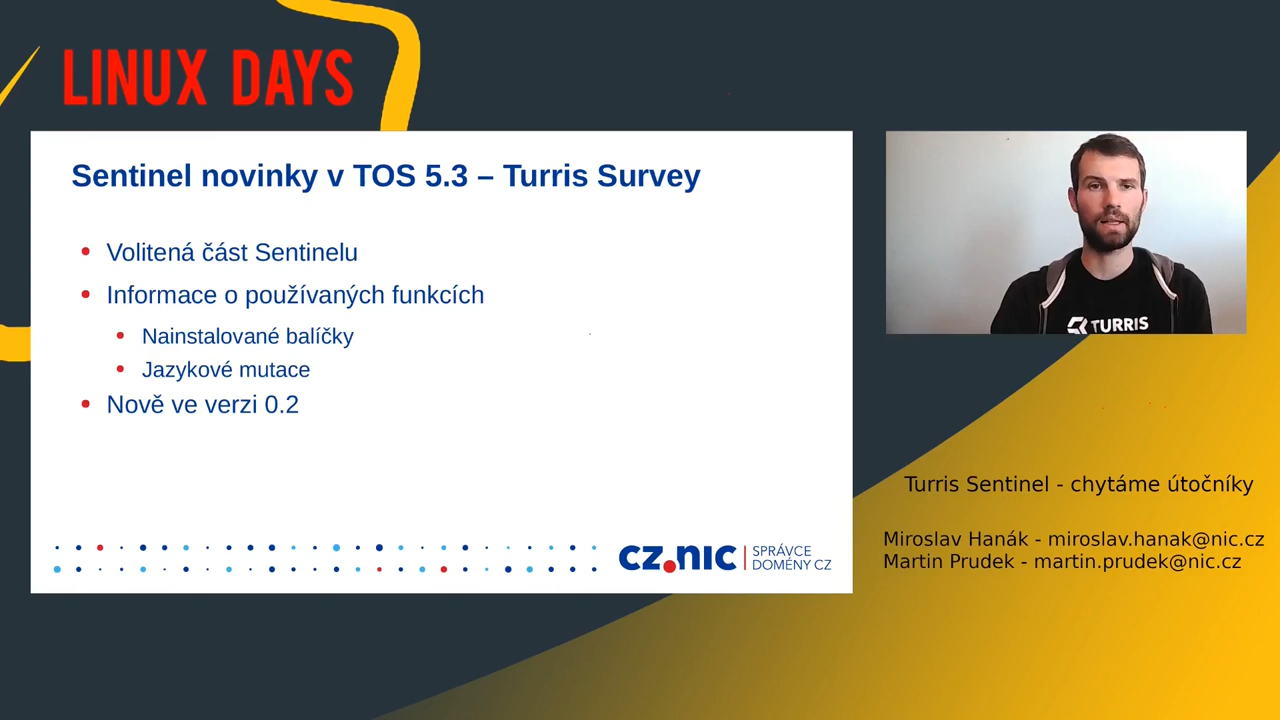 LINUX DAYS
Sentinel novinky v TOS 5.3 – Turris Survey
Volitená část Sentinelu
Informace o používaných funkcích
Nainstalované balíčky
Jazykové mutace
Nově ve verzi 0.2
CZ.NIC
SPRÁVCE
DOMÉNY CZ
TURRIS
Turris Sentinel - chytáme útočníky
Miroslav Hanák - miroslav.hanak@nic.cz
Martin Prudek - martin.prudek@nic.cz